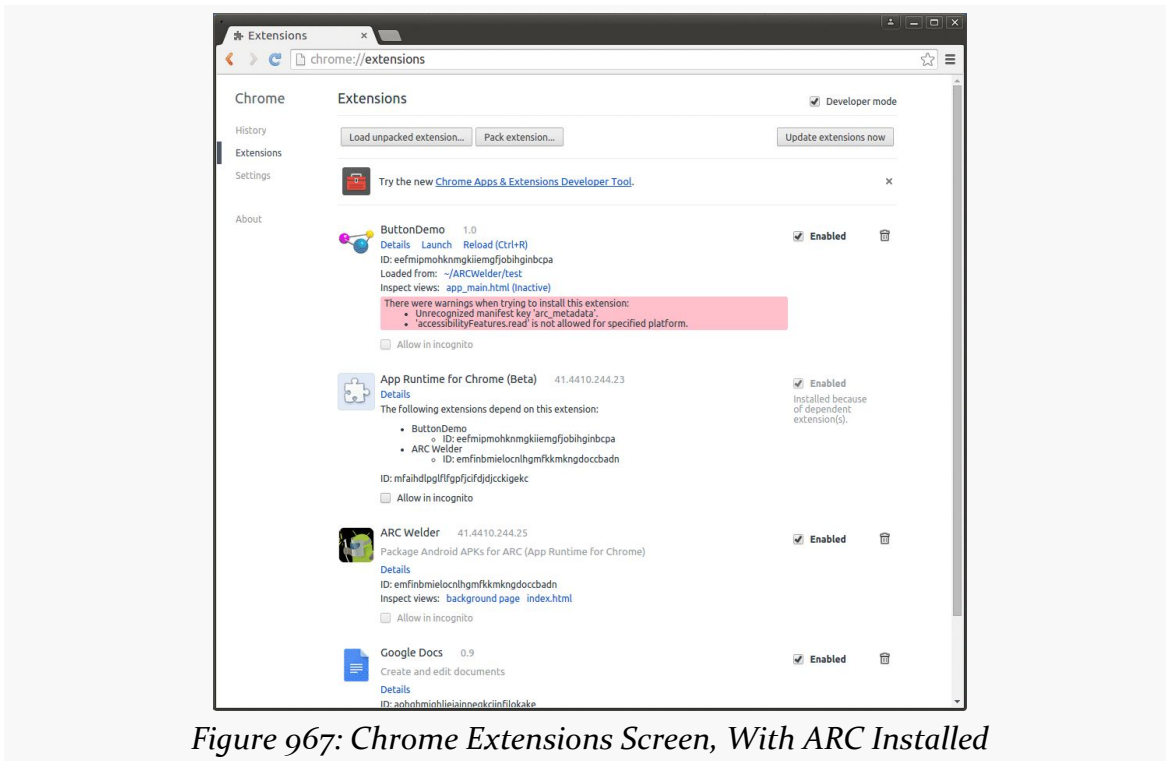 Extensions
chrome://extensions
Chrome
Extensions
Developer mode
History
Extensions
Settings
About
Load unpacked extension...
Pack extension...
Update extensions now
Try the new Chrome Apps & Extensions Developer Tool.
ButtonDemo 1.0
Enabled
Details Launch Reload (Ctrl+R)
ID: eefmipmohknmgkiiemgfjobihginbcpa
Loaded from: ~/ARCWelder/test
Inspect views: app_main.html (Inactive)
There were warnings when trying to install this extension:
• Unrecognized manifest key 'arc_metadata'.
• 'accessibilityFeatures.read' is not allowed for specified platform.
Allow in incognito
App Runtime for Chrome (Beta) 41.4410.244.23
Enabled
Installed because
of dependent
extension(s).
Details
The following extensions depend on this extension:
• ButtonDemo
◦ ID: eefmipmohknmgkiiemgfjobihginbcpa
• ARC Welder
◦ ID: emfinbmielocnlhgmfkkmkngdoccbadn
ID: mfaihdlpglflfgpfjcifdjdjcckigekc
Allow in incognito
ARC Welder 41.4410.244.25
Enabled
Package Android APKs for ARC (App Runtime for Chrome)
Details
ID: emfinbmielocnlhgmfkkmkngdoccbadn
Inspect views: background page index.html
Allow in incognito
Google Docs 0.9
Enabled
Create and edit documents
Details
ID:
Figure 967: Chrome Extensions Screen, With ARC Installed